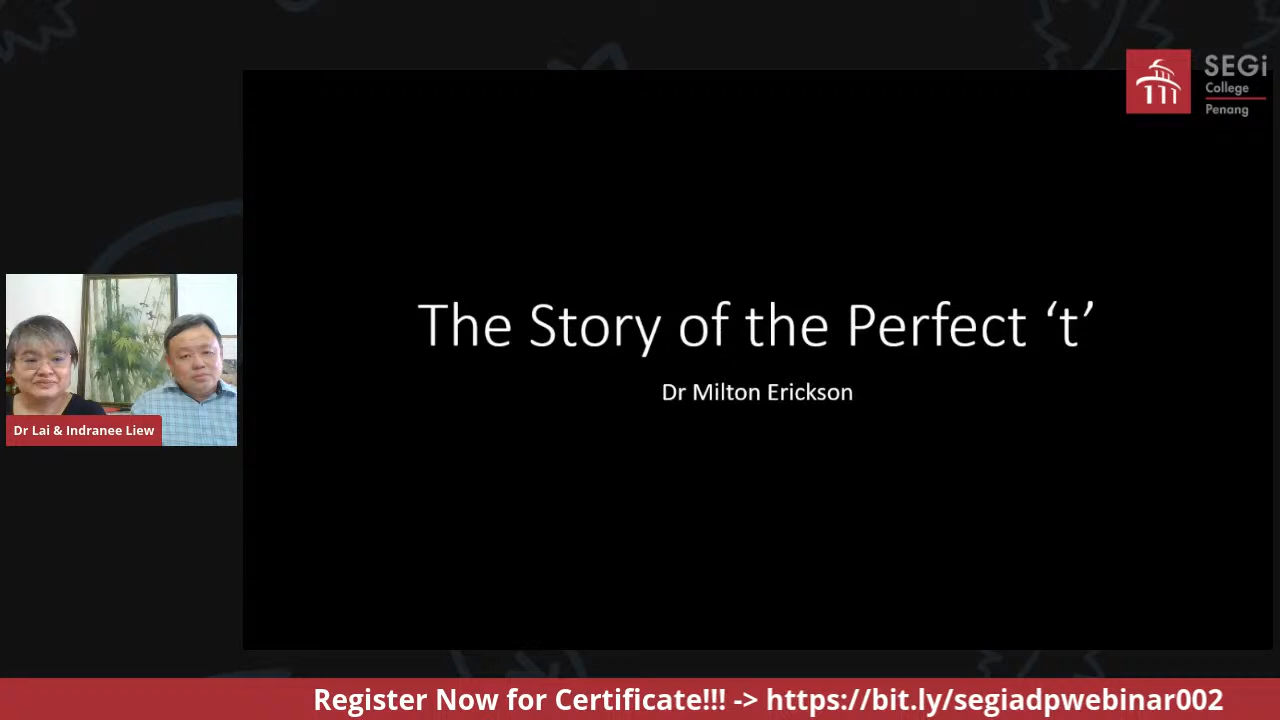 SEGi
College
Penang
The Story of the Perfect ‘t’
Dr Milton Erickson
Dr Lai & Indranee Liew
Register Now for Certificate!!! -> https://bit.ly/segiadpwebinar002